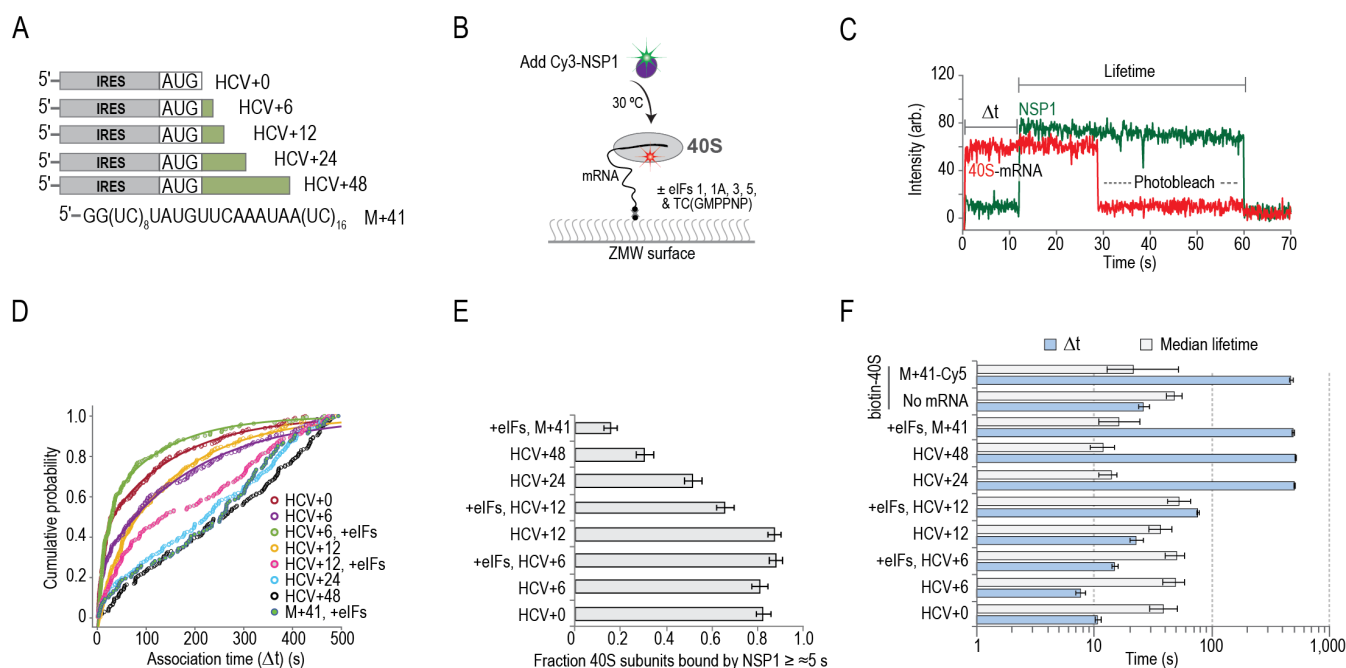 A
5'
IRES
AUG
HCV+0
5'
IRES
AUG
HCV+6
5'
IRES
AUG
HCV+12
5'
IRES
AUG
HCV+24
5'
IRES
AUG
HCV+48
5'–GG(UC)8UAUGUUCAAAUAA(UC)16 M+41
B
Add Cy3-NSP1
30 ºC
40S
mRNA
± eIFs 1, 1A, 3, 5,
& TC(GMPPNP)
ZMW surface
C
Lifetime
Δt
NSP1
40S-mRNA
Photobleach
Intensity (arb.)
120
80
40
0
0 10 20 30 40 50 60 70
Time (s)
D
Cumulative probability
1.0
0.8
0.6
0.4
0.2
0
HCV+0
HCV+6
HCV+6, +eIFs
HCV+12
HCV+12, +eIFs
HCV+24
HCV+48
M+41, +eIFs
0 100 200 300 400 500
Association time (Δt) (s)
E
+eIFs, M+41
HCV+48
HCV+24
+eIFs, HCV+12
HCV+12
+eIFs, HCV+6
HCV+6
HCV+0
0 0.2 0.4 0.6 0.8 1.0
Fraction 40S subunits bound by NSP1 ≥ ≈5 s
F
Δt Median lifetime
biotin-40S
M+41-Cy5
No mRNA
+eIFs, M+41
HCV+48
HCV+24
+eIFs, HCV+12
HCV+12
+eIFs, HCV+6
HCV+6
HCV+0
1 10 100 1,000
Time (s)